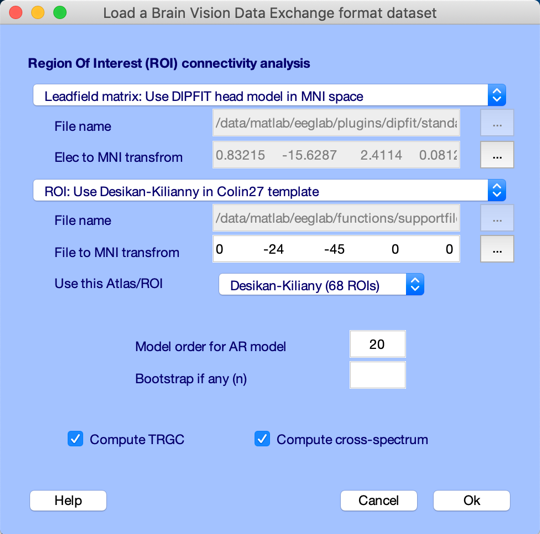 Load a Brain Vision Data Exchange format dataset
Region Of Interest (ROI) connectivity analysis
Leadfield matrix: Use DIPFIT head model in MNI space
File name /data/matlab/eeglab/plugins/dipfit/standa ...
Elec to MNI transfrom 0.83215 -15.6287 2.4114 0.0812 ...
ROI: Use Desikan-Kilianny in Colin27 template
File name /data/matlab/eeglab/functions/supportfile ...
File to MNI transfrom 0 -24 -45 0 0 ...
Use this Atlas/ROI Desikan-Kiliany (68 ROIs)
Model order for AR model 20
Bootstrap if any (n)
Compute TRGC Compute cross-spectrum
Help Cancel Ok